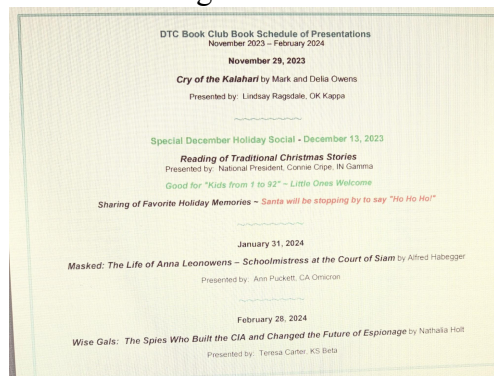 DTC Book Club Book Schedule of Presentations
November 2023 – February 2024
November 29, 2023
Cry of the Kalahari by Mark and Delia Owens
Presented by: Lindsay Ragsdale, OK Kappa
Special December Holiday Social - December 13, 2023
Reading of Traditional Christmas Stories
Presented by: National President, Connie Cripe, IN Gamma
Good for "Kids from 1 to 92" ~ Little Ones Welcome
Sharing of Favorite Holiday Memories ~ Santa will be stopping by to say "Ho Ho Ho!"
January 31, 2024
Masked: The Life of Anna Leonowens – Schoolmistress at the Court of Siam by Alfred Habegger
Presented by: Ann Puckett, CA Omicron
February 28, 2024
Wise Gals: The Spies Who Built the CIA and Changed the Future of Espionage by Nathalia Holt
Presented by: Teresa Carter, KS Beta